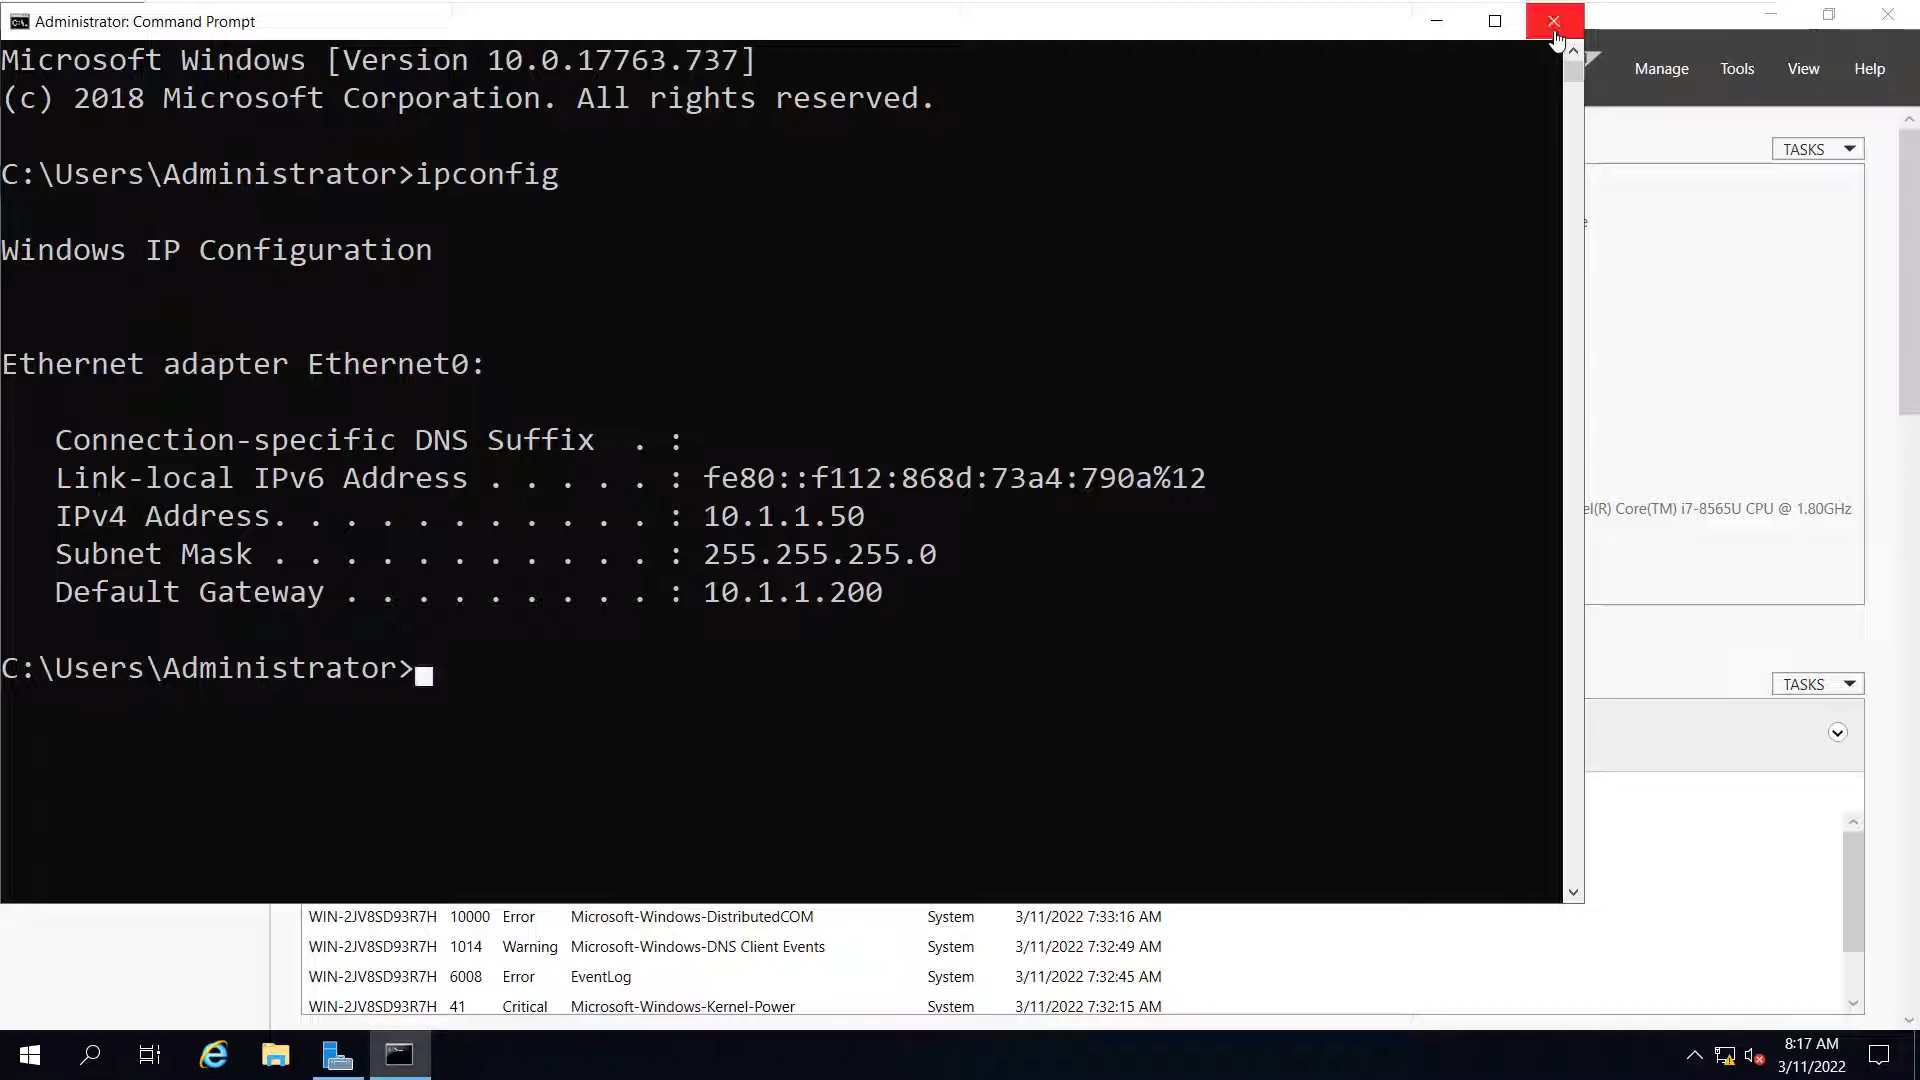 Administrator: Command Prompt
Microsoft Windows [Version 10.0.17763.737]
(c) 2018 Microsoft Corporation. All rights reserved.
C:\Users\Administrator>ipconfig
Windows IP Configuration
Ethernet adapter Ethernet0:
Connection-specific DNS Suffix . :
Link-local IPv6 Address . . . . . : fe80::f112:868d:73a4:790a%12
IPv4 Address. . . . . . . . . . . : 10.1.1.50
Subnet Mask . . . . . . . . . . . : 255.255.255.0
Default Gateway . . . . . . . . . : 10.1.1.200
C:\Users\Administrator>
Manage Tools View Help
TASKS
e
el(R) Core(TM) i7-8565U CPU @ 1.80GHz
TASKS
WIN-2JV8SD93R7H 10000 Error Microsoft-Windows-DistributedCOM System 3/11/2022 7:33:16 AM
WIN-2JV8SD93R7H 1014 Warning Microsoft-Windows-DNS Client Events System 3/11/2022 7:32:49 AM
WIN-2JV8SD93R7H 6008 Error EventLog System 3/11/2022 7:32:45 AM
WIN-2JV8SD93R7H 41 Critical Microsoft-Windows-Kernel-Power System 3/11/2022 7:32:15 AM
8:17 AM
3/11/2022